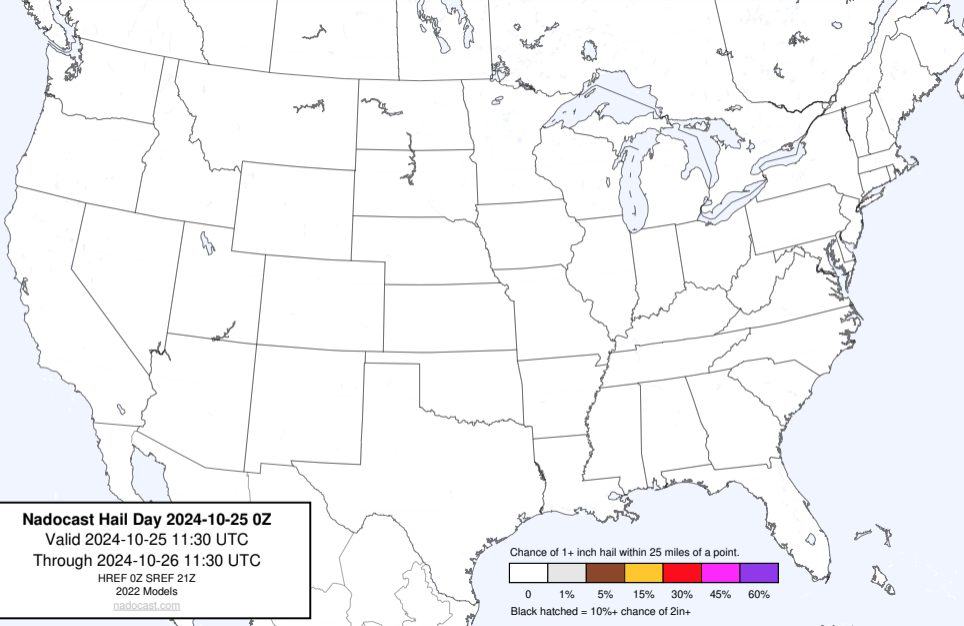 Nadocast Hail Day 2024-10-25 0Z
Valid 2024-10-25 11:30 UTC
Through 2024-10-26 11:30 UTC
HREF 0Z SREF 21Z
2022 Models
nadocast.com
Chance of 1+ inch hail within 25 miles of a point.
0 1% 5% 15% 30% 45% 60%
Black hatched = 10%+ chance of 2in+